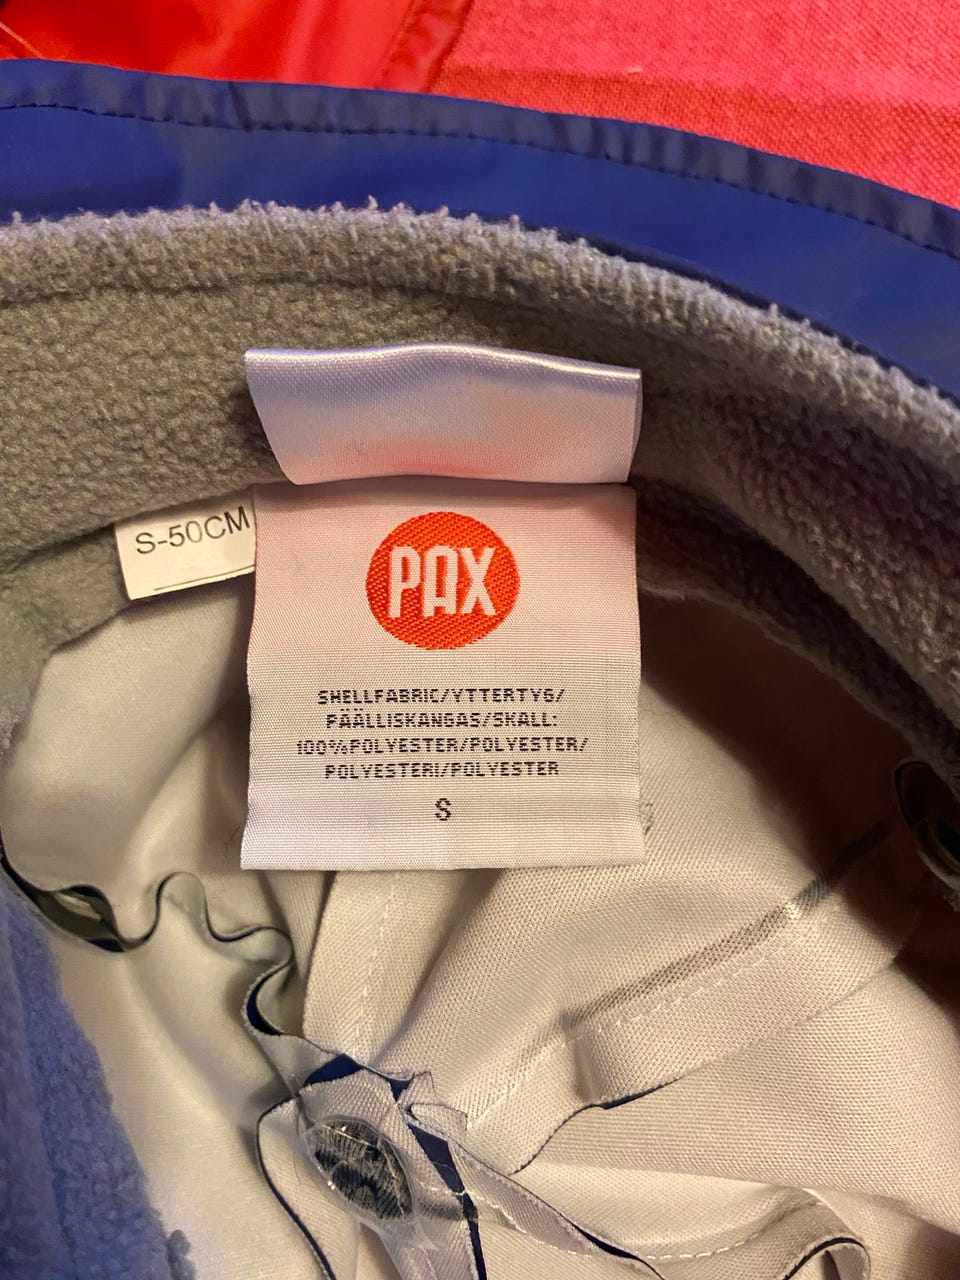 S-50CM
PAX
SHELLFABRIC/YTTERTYG/
PÄÄLLISKANGAS/SKALL:
100%POLYESTER/POLYESTER/
POLYESTERI/POLYESTER
S